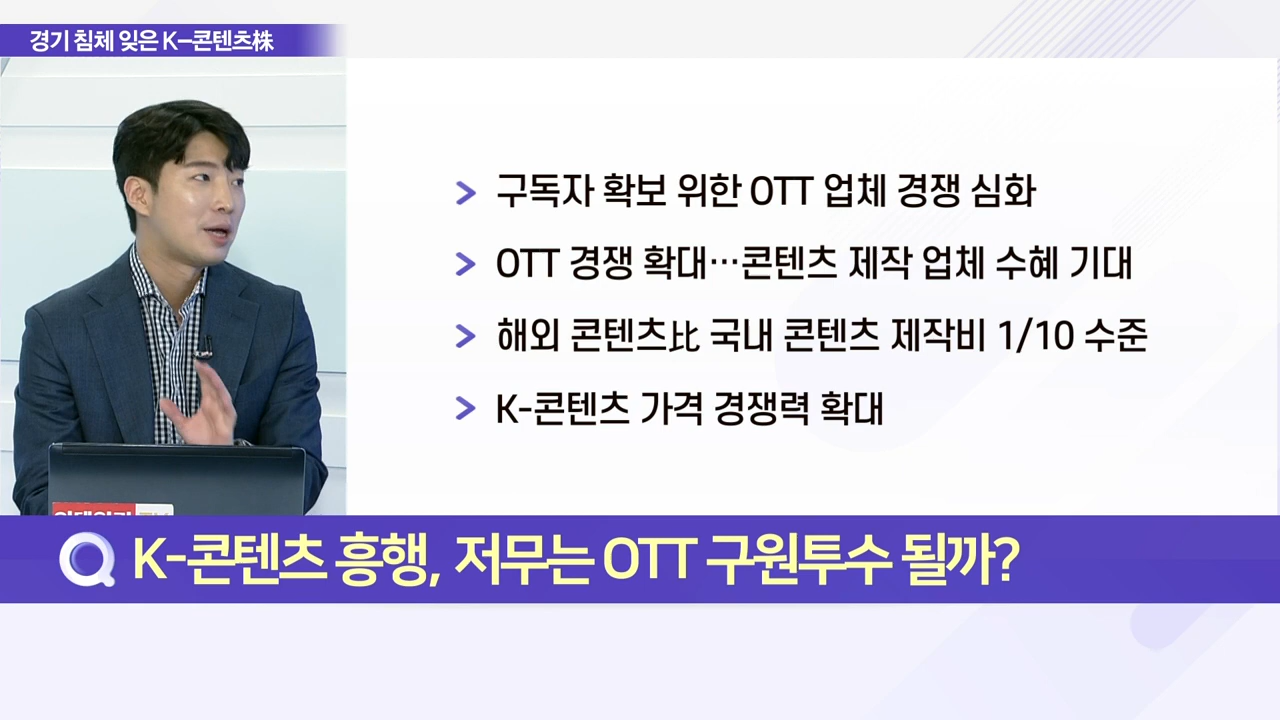 경기 침체 잊은 K-콘텐츠株
> 구독자 확보 위한 OTT 업체 경쟁 심화
> OTT 경쟁 확대…콘텐츠 제작 업체 수혜 기대
> 해외 콘텐츠比 국내 콘텐츠 제작비 1/10 수준
> K-콘텐츠 가격 경쟁력 확대
K-콘텐츠 흥행, 저무는 OTT 구원투수 될까?